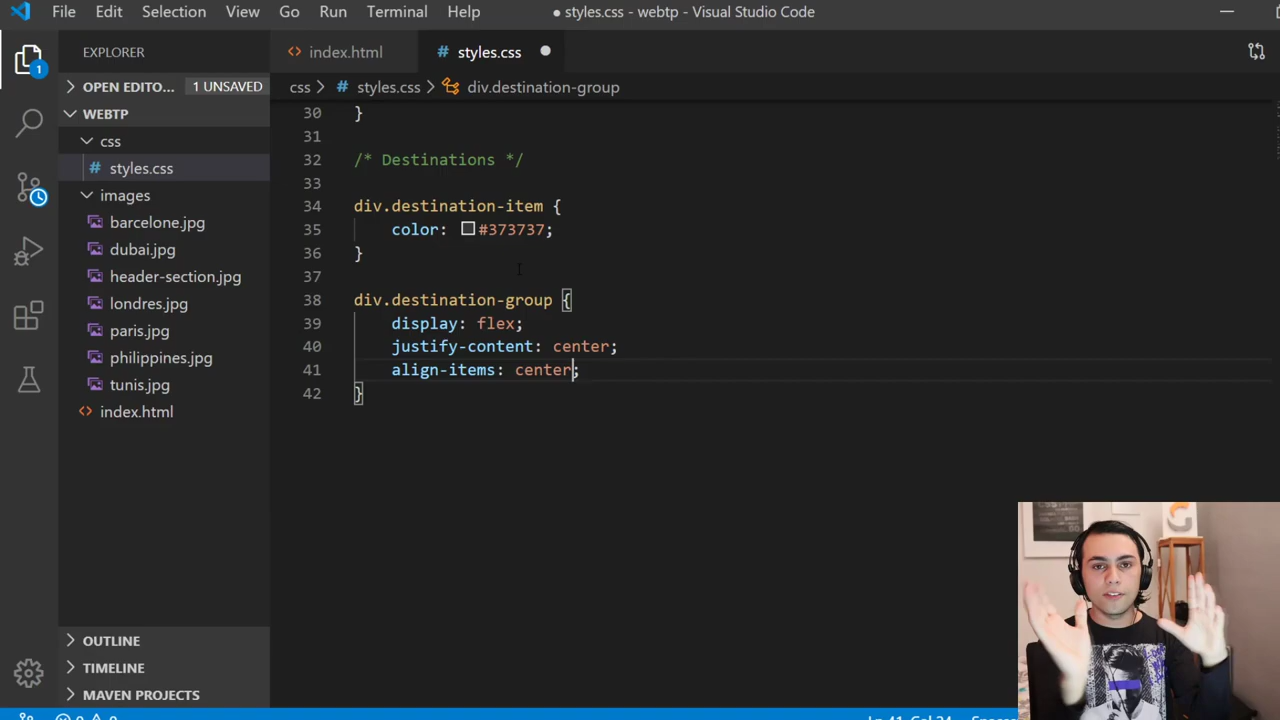 File Edit Selection View Go Run Terminal Help
● styles.css - webtp - Visual Studio Code
EXPLORER
OPEN EDITO... 1 UNSAVED
WEBTP
css
# styles.css
images
barcelone.jpg
dubai.jpg
header-section.jpg
londres.jpg
paris.jpg
philippines.jpg
tunis.jpg
<> index.html
OUTLINE
TIMELINE
MAVEN PROJECTS
1
<> index.html
# styles.css ●
css > # styles.css > div.destination-group
30 }
31
32 /* Destinations */
33
34 div.destination-item {
35 color: #373737;
36 }
37
38 div.destination-group {
39 display: flex;
40 justify-content: center;
41 align-items: center;
42 }